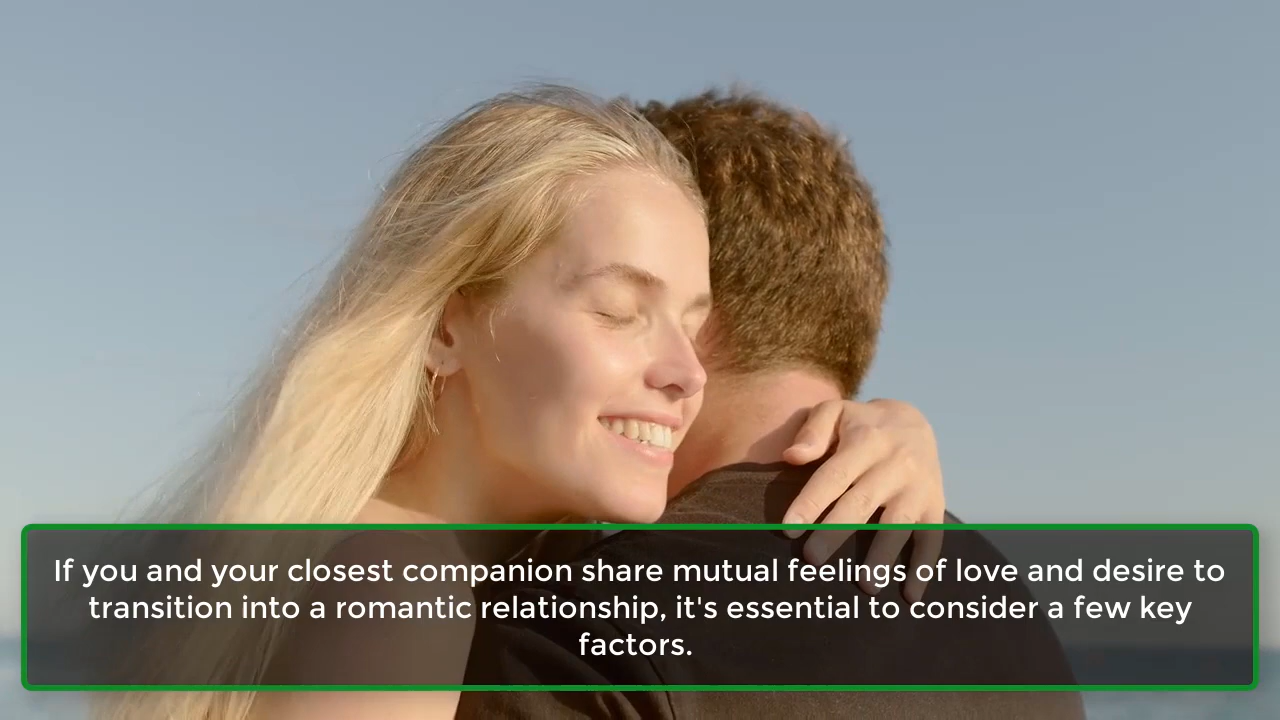 If you and your closest companion share mutual feelings of love and desire to
transition into a romantic relationship, it's essential to consider a few key
factors.